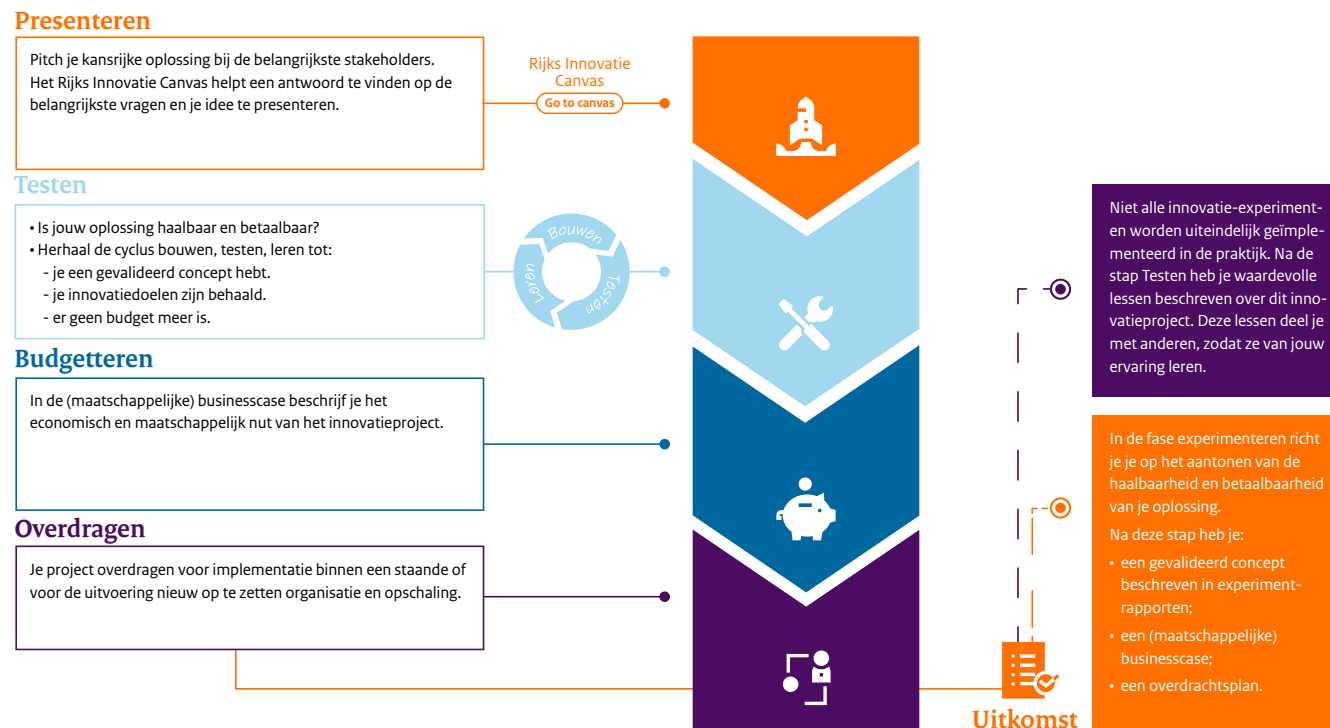 Presenteren
Pitch je kansrijke oplossing bij de belangrijkste stakeholders.
Het Rijks Innovatie Canvas helpt een antwoord te vinden op de
belangrijkste vragen en je idee te presenteren.
Rijks Innovatie
Canvas
Go to canvas
Testen
• Is jouw oplossing haalbaar en betaalbaar?
• Herhaal de cyclus bouwen, testen, leren tot:
- je een gevalideerd concept hebt.
- je innovatiedoelen zijn behaald.
- er geen budget meer is.
Bouwen
Testen
Leren
Budgetteren
In de (maatschappelijke) businesscase beschrijf je het
economisch en maatschappelijk nut van het innovatieproject.
Overdragen
Je project overdragen voor implementatie binnen een staande of
voor de uitvoering nieuw op te zetten organisatie en opschaling.
Niet alle innovatie-experiment-
en worden uiteindelijk geïmple-
menteerd in de praktijk. Na de
stap Testen heb je waardevolle
lessen beschreven over dit inno-
vatieproject. Deze lessen deel je
met anderen, zodat ze van jouw
ervaring leren.
In de fase experimenteren richt
je je op het aantonen van de
haalbaarheid en betaalbaarheid
van je oplossing.
Na deze stap heb je:
• een gevalideerd concept
beschreven in experiment-
rapporten;
• een (maatschappelijke)
businesscase;
• een overdrachtsplan.
Uitkomst